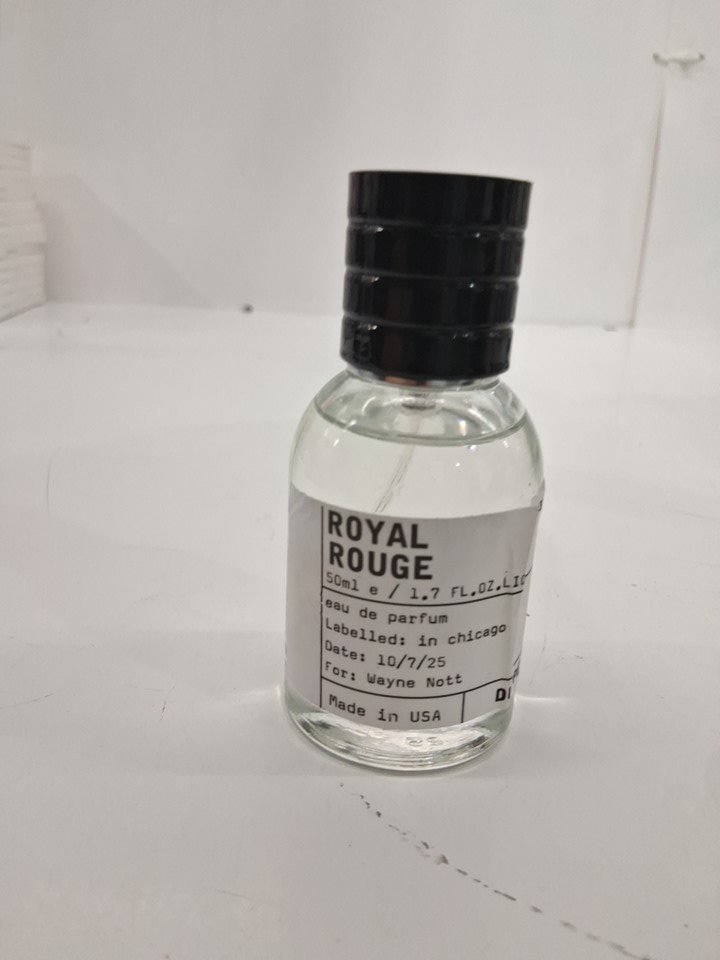 ROYAL
ROUGE
50ml e / 1.7 FL.OZ.LIQ
eau de parfum
Labelled: in chicago
Date: 10/7/25
For: Wayne Nott
Made in USA